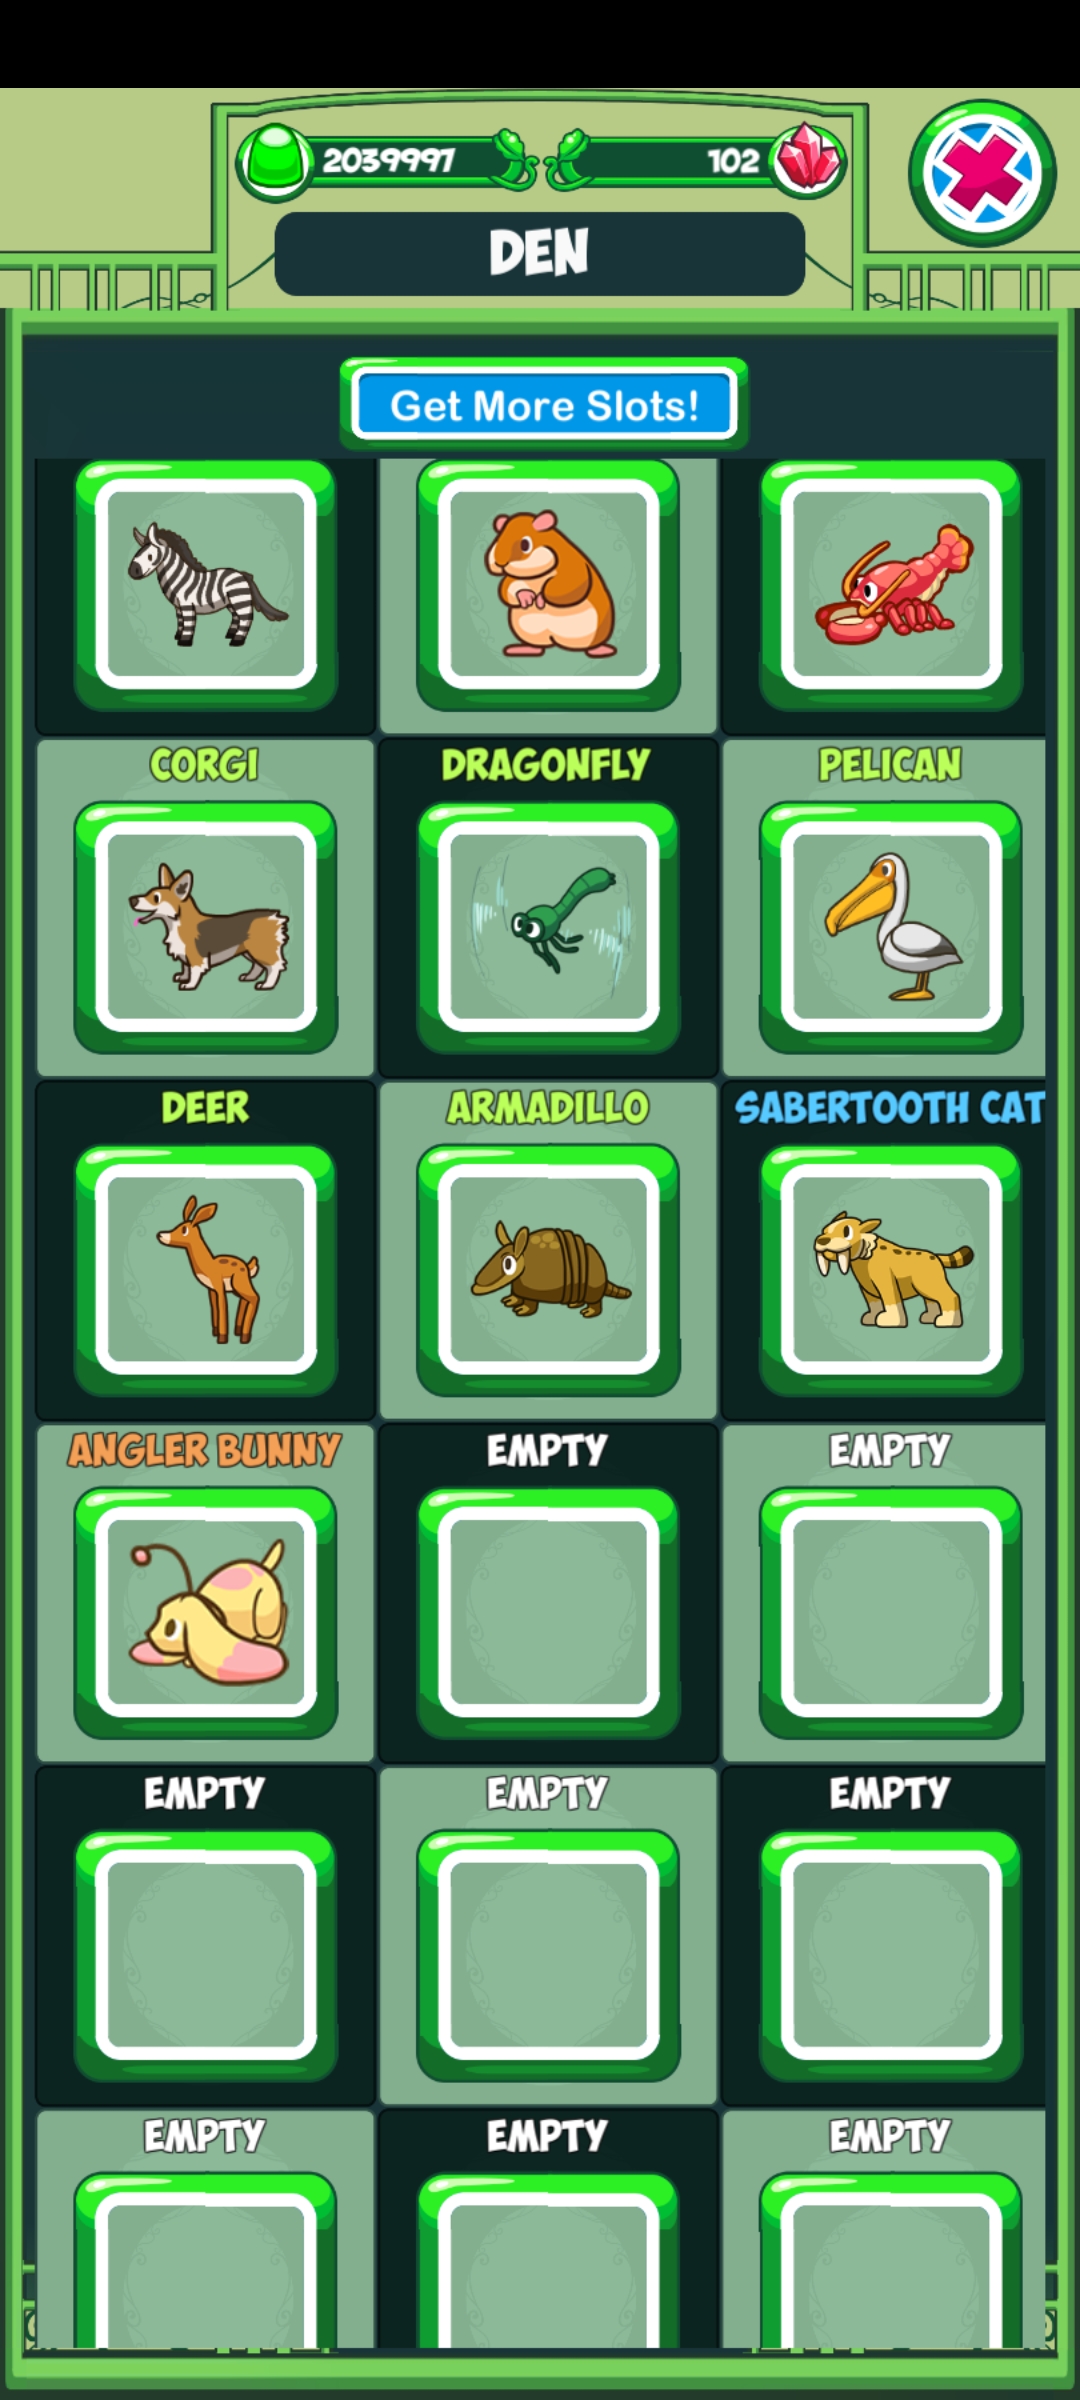 2039997
102
DEN
Get More Slots!
CORGI
DRAGONFLY
PELICAN
DEER
ARMADILLO
SABERTOOTH CAT
ANGLER BUNNY
EMPTY
EMPTY
EMPTY
EMPTY
EMPTY
EMPTY
EMPTY
EMPTY